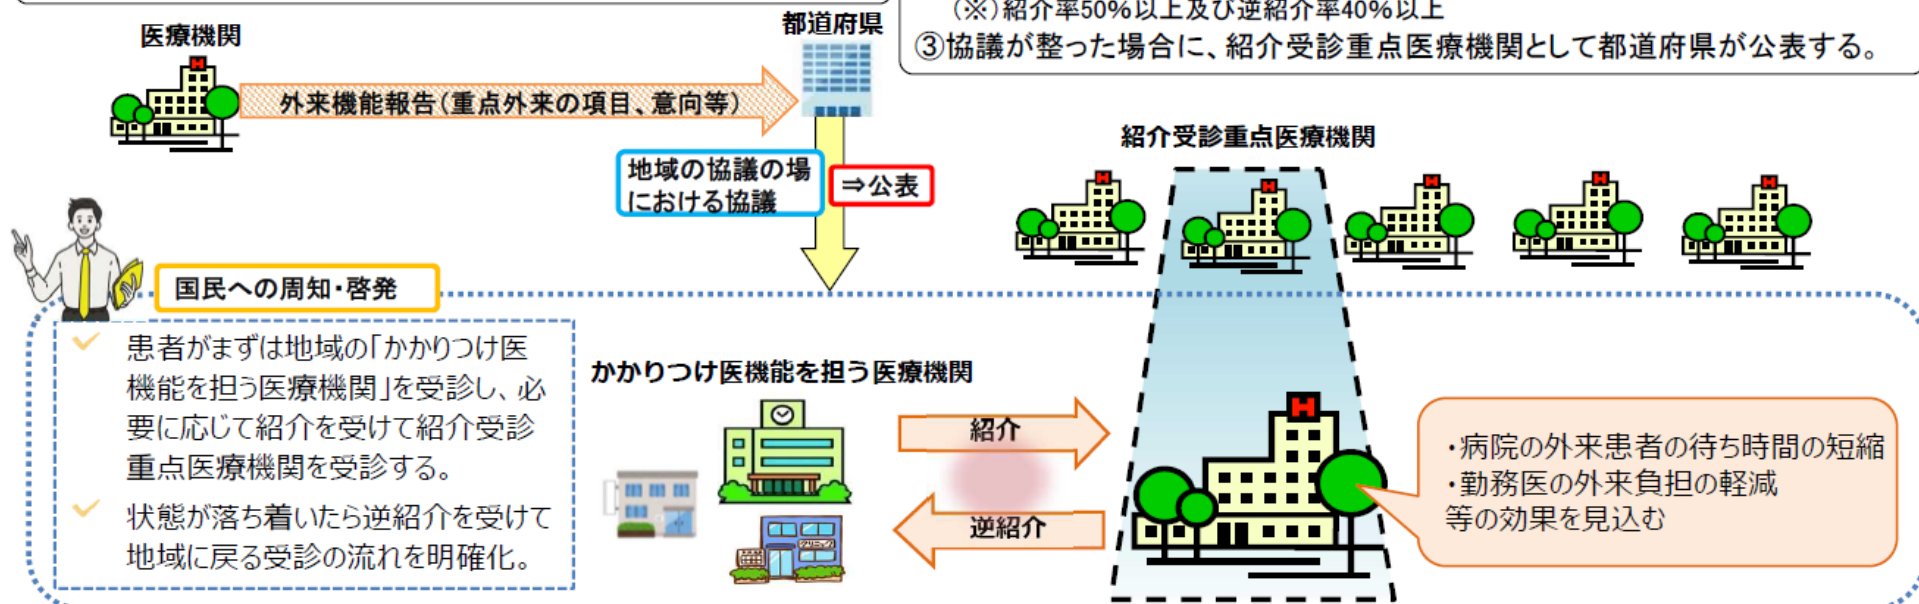 (※)紹介率50%以上及び逆紹介率40%以上
③協議が整った場合に、紹介受診重点医療機関として都道府県が公表する。
医療機関
都道府県
外来機能報告(重点外来の項目、意向等)
地域の協議の場
における協議
⇒公表
紹介受診重点医療機関
国民への周知・啓発
患者がまずは地域の「かかりつけ医
機能を担う医療機関」を受診し、必
要に応じて紹介を受けて紹介受診
重点医療機関を受診する。
状態が落ち着いたら逆紹介を受けて
地域に戻る受診の流れを明確化。
かかりつけ医機能を担う医療機関
クリニック
紹介
逆紹介
・病院の外来患者の待ち時間の短縮
・勤務医の外来負担の軽減
等の効果を見込む
H
H
H
H
H
H
H